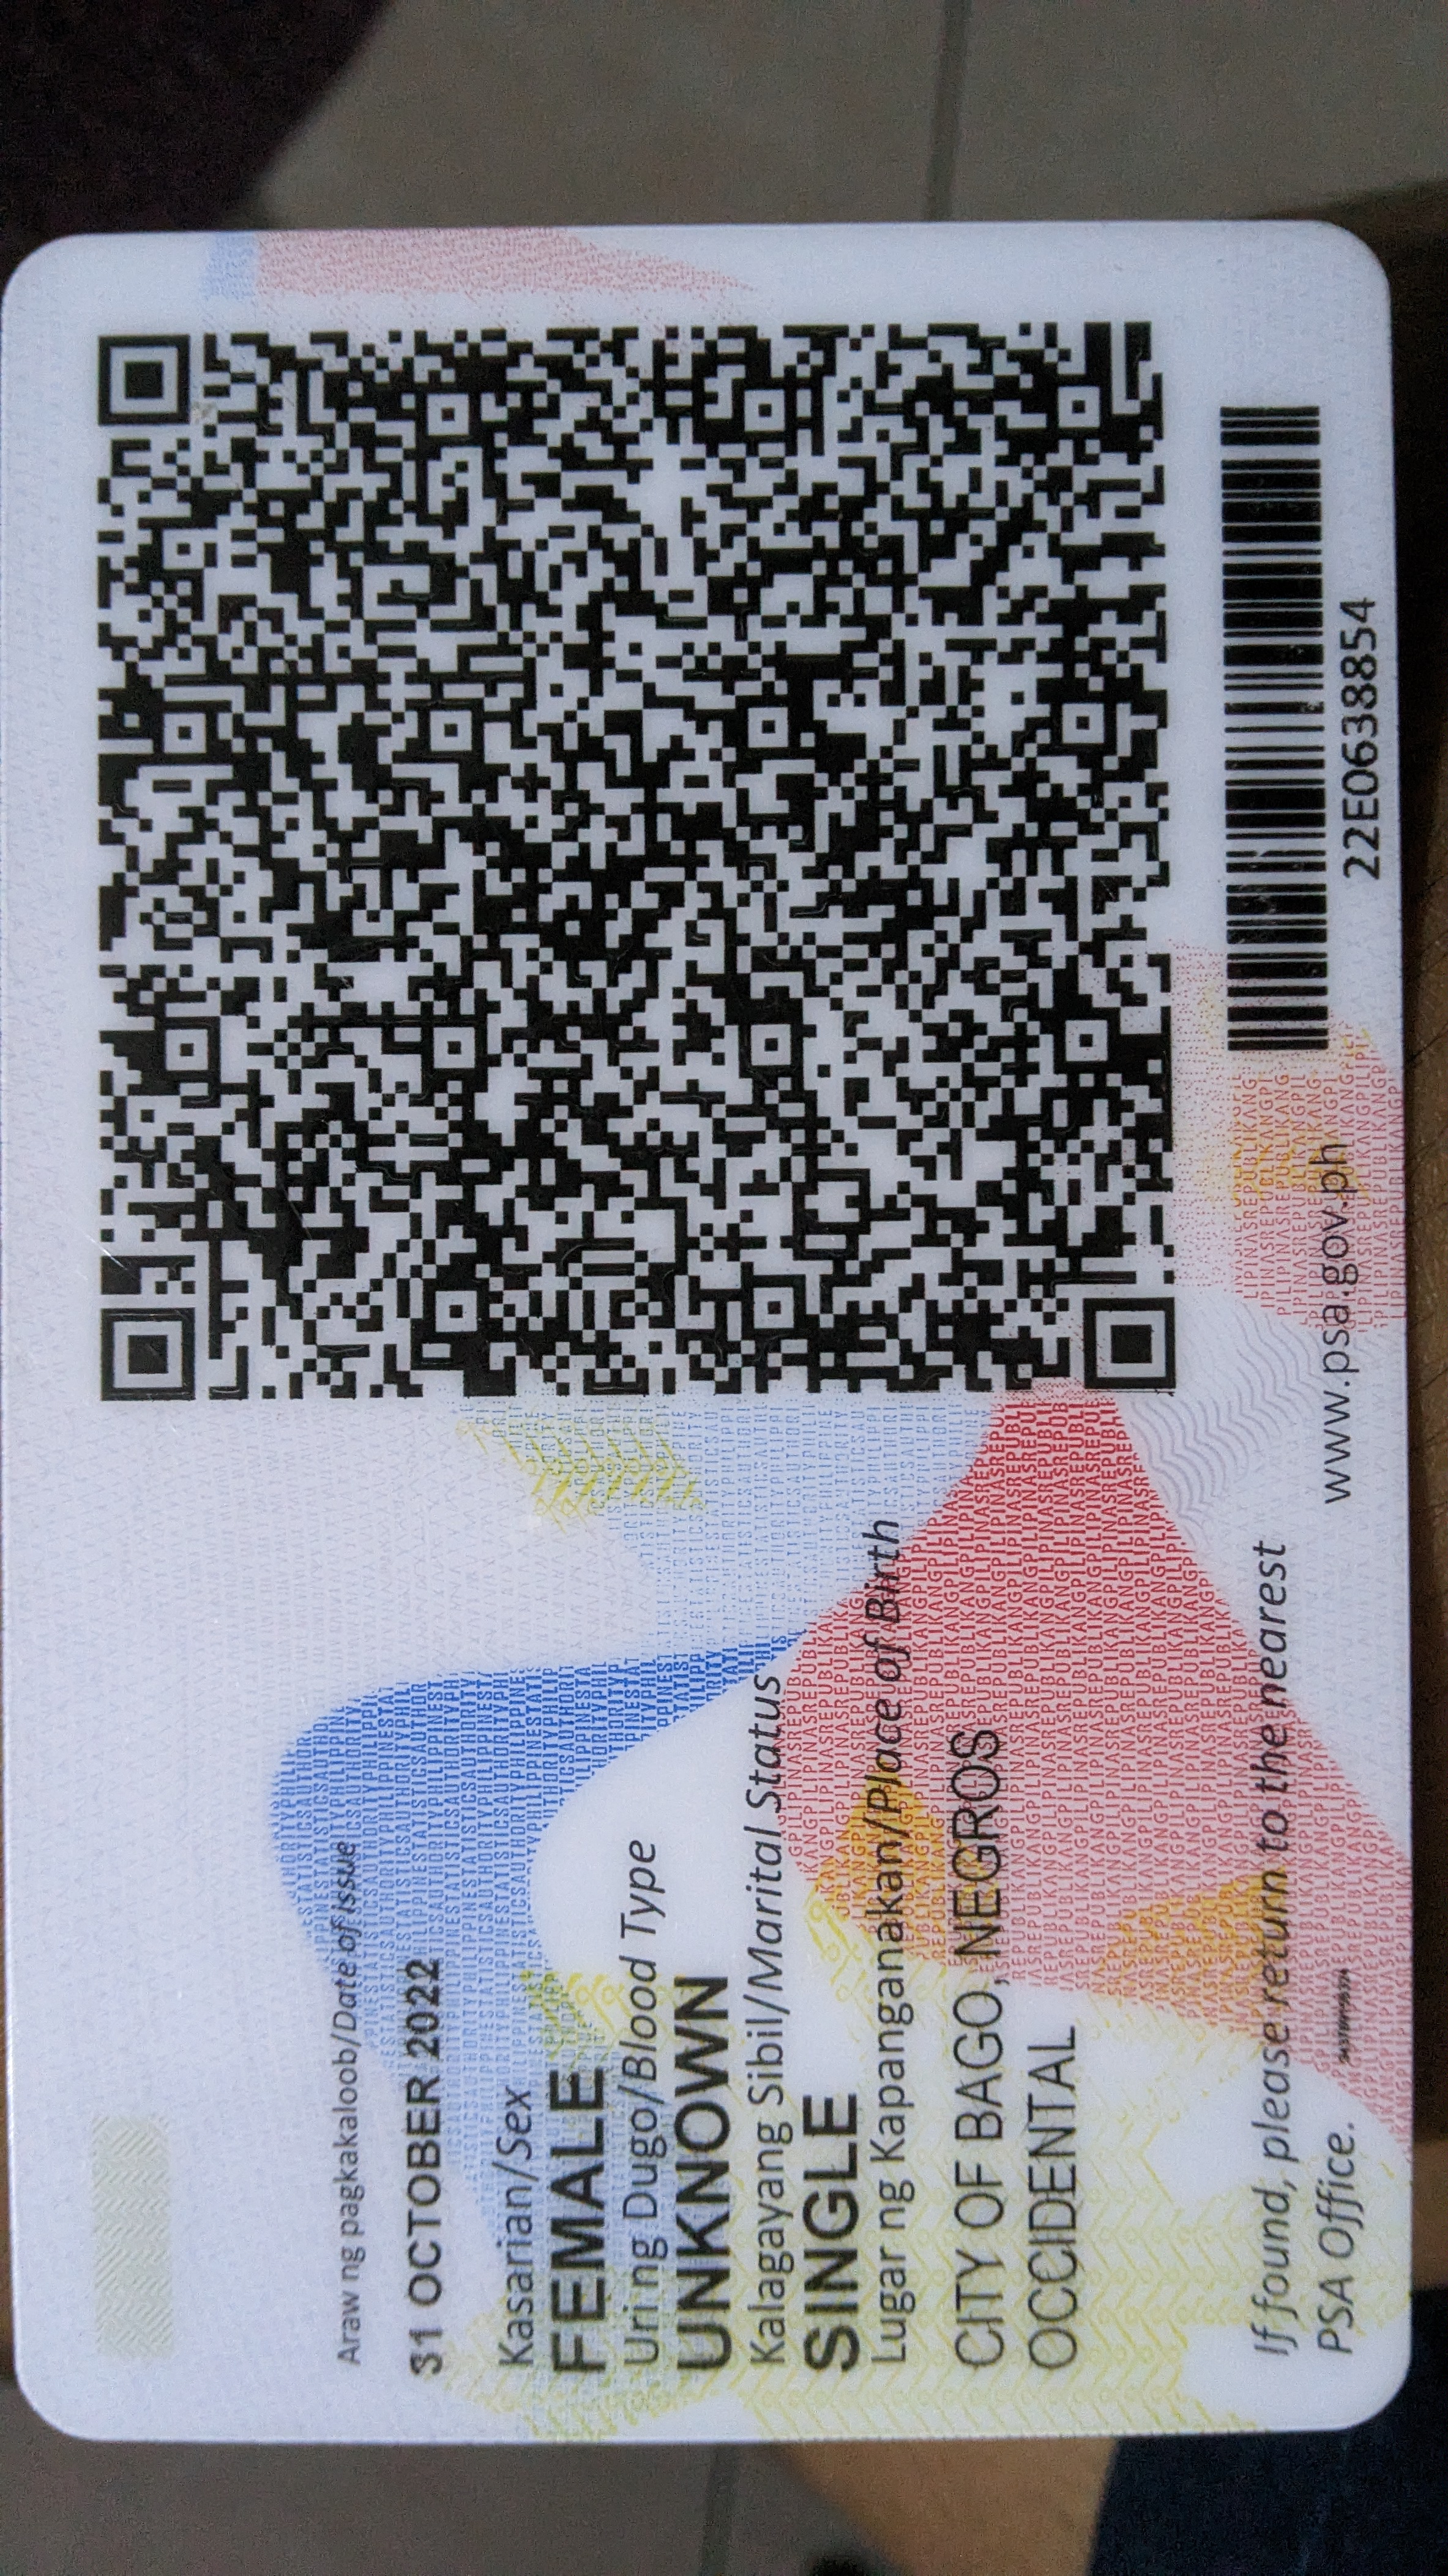 Araw ng pagkakaloob/Date of issue
31 OCTOBER 2022
Kasarian/Sex
FEMALE
Uri ng Dugo/Blood Type
UNKNOWN
Kalagayang Sibil/Marital Status
SINGLE
Lugar ng Kapanganakan/Place of Birth
CITY OF BAGO, NEGROS
OCCIDENTAL
If found, please return to the nearest
PSA Office.
www.psa.gov.ph
22E0638854